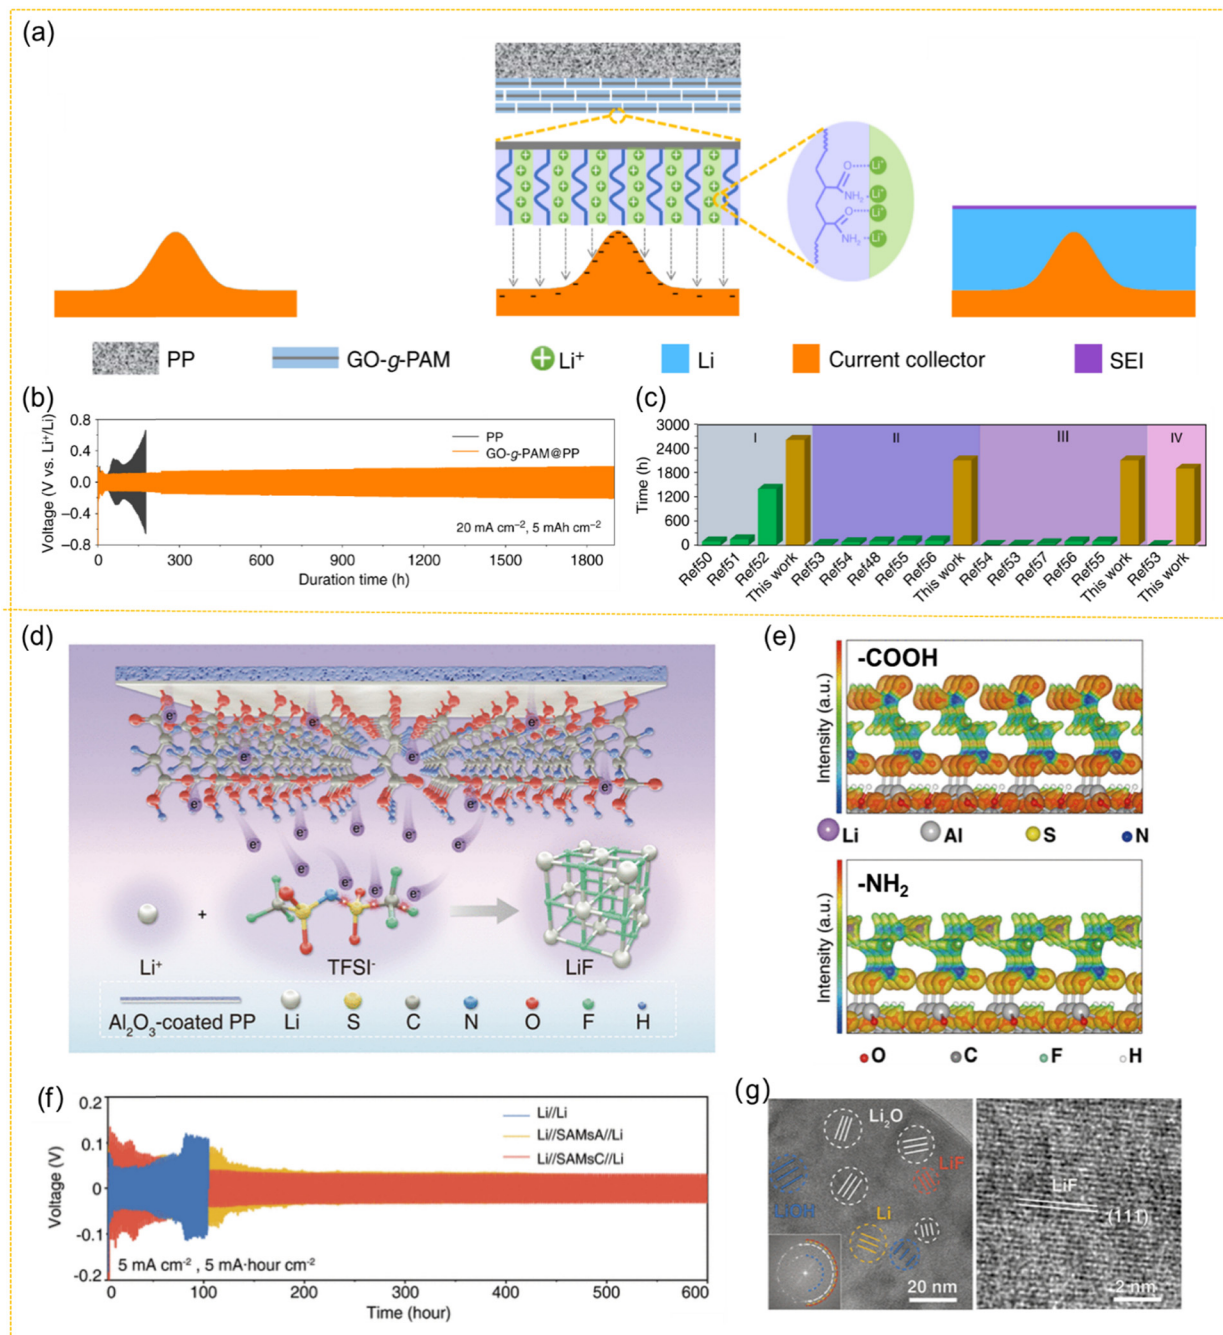 (a)
O
Li⁺
NH₂
Li⁺
O
Li⁺
NH₂
Li⁺
PP
GO-g-PAM
Li⁺
Li
Current collector
SEI
(b)
Voltage (V vs. Li⁺/Li)
0.8
0.4
0.0
−0.4
−0.8
PP
GO-g-PAM@PP
20 mA cm⁻², 5 mAh cm⁻²
0 300 600 900 1200 1500 1800
Duration time (h)
(c)
Time (h)
3000
2400
1800
1200
600
0
I II III IV
Ref50 Ref51 Ref52 This work Ref53 Ref54 Ref48 Ref55 Ref56 This work Ref54 Ref53 Ref57 Ref56 Ref55 This work Ref53 This work
(d)
e⁻ e⁻ e⁻
e⁻
e⁻ e⁻
e⁻ e⁻ e⁻ e⁻ e⁻
e⁻ e⁻ e⁻ e⁻
+
Li⁺ TFSI⁻ LiF
Al₂O₃-coated PP Li S C N O F H
(e)
-COOH
Intensity (a.u.)
Li Al S N
-NH₂
Intensity (a.u.)
O C F H
(f)
Voltage (V)
0.2
0.1
0
-0.1
-0.2
Li//Li
Li//SAMsA//Li
Li//SAMsC//Li
5 mA cm⁻² , 5 mA·hour cm⁻²
0 100 200 300 400 500 600
Time (hour)
(g)
Li₂O
LiF
LiOH
Li
20 nm
LiF
(111)
2 nm